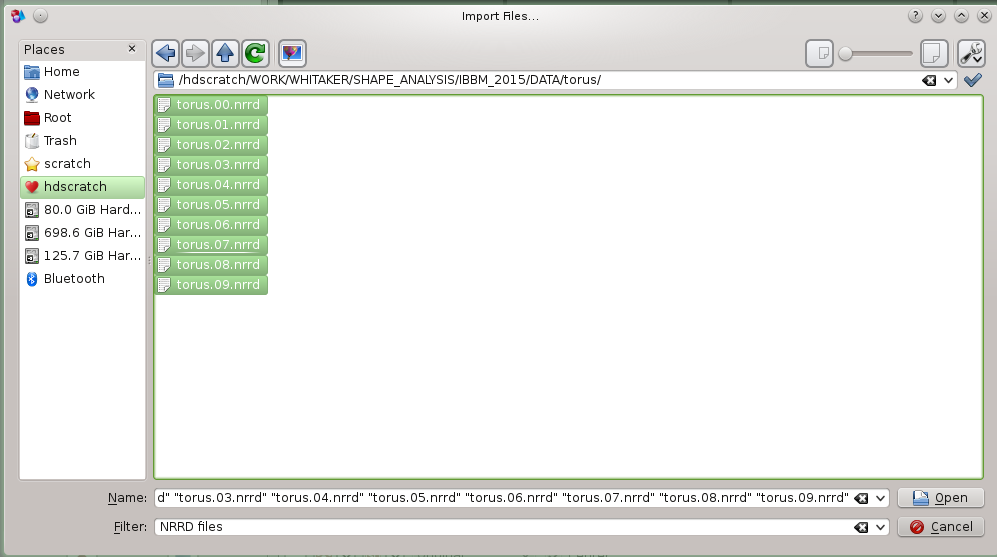 Import Files...
Places
Home
Network
Root
Trash
scratch
hdscratch
80.0 GiB Hard...
698.6 GiB Har...
125.7 GiB Har...
Bluetooth
/hdscratch/WORK/WHITAKER/SHAPE_ANALYSIS/IBBM_2015/DATA/torus/
torus.00.nrrd
torus.01.nrrd
torus.02.nrrd
torus.03.nrrd
torus.04.nrrd
torus.05.nrrd
torus.06.nrrd
torus.07.nrrd
torus.08.nrrd
torus.09.nrrd
Name: d" "torus.03.nrrd" "torus.04.nrrd" "torus.05.nrrd" "torus.06.nrrd" "torus.07.nrrd" "torus.08.nrrd" "torus.09.nrrd" Open
Filter: NRRD files Cancel